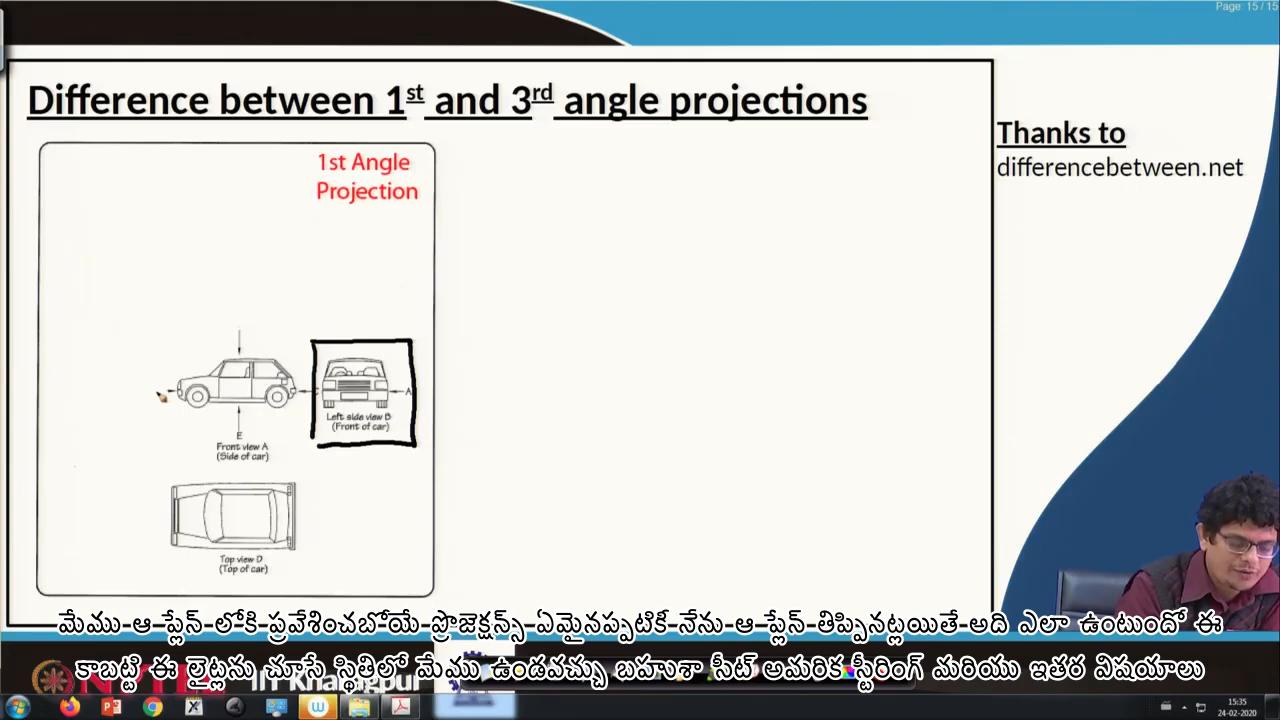 Page: 15 / 15
Difference between 1st and 3rd angle projections
Thanks to
differencebetween.net
1st Angle
Projection
A
E
Front view A
(Side of car)
Left side view B
(Front of car)
Top view D
(Top of car)
మేము ఆ ప్లేన్ లోకి ప్రవేశించబోయే ప్రొజెక్షన్స్ ఏమైనప్పటికీ నేను ఆ ప్లేన్ తిప్పినట్లయితే అది ఎలా ఉంటుందో ఈ
కాబట్టి ఈ లైట్లను చూసే స్థితిలో మేము ఉండవచ్చు బహుశా సీట్ అమరిక స్టీరింగ్ మరియు ఇతర విషయాలు
IIT Kharagpur
15:35
24-02-2020